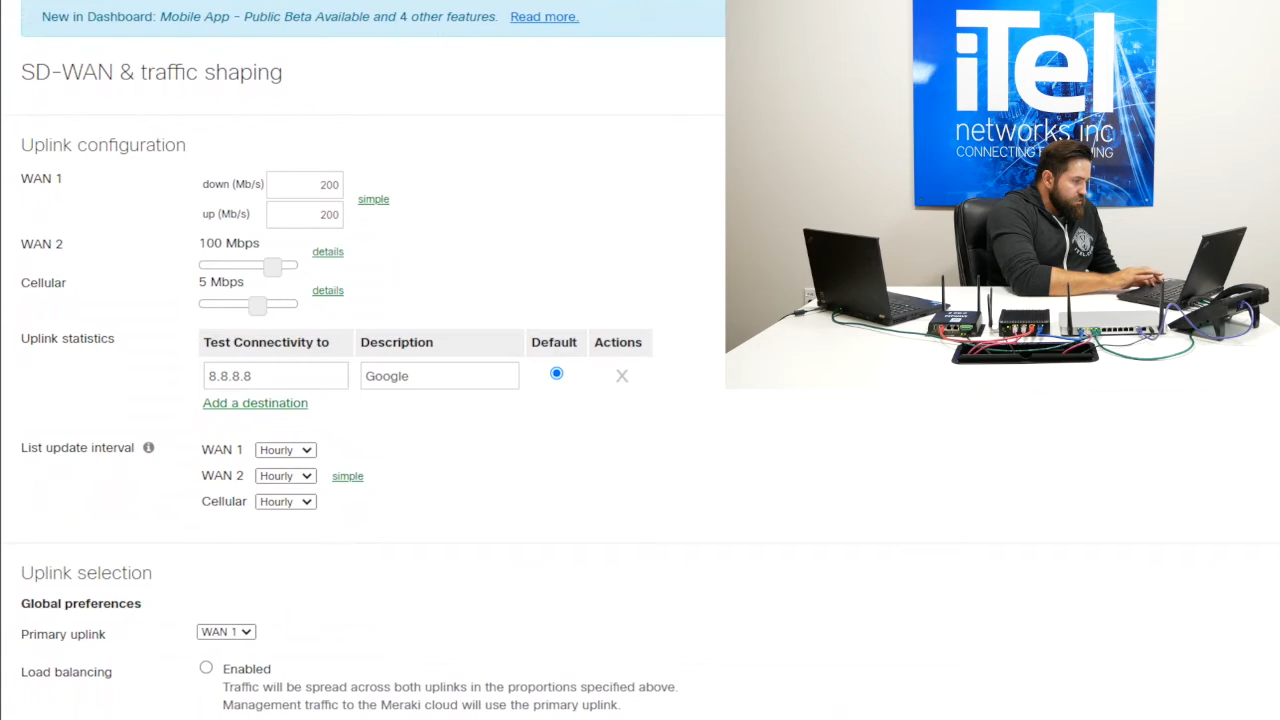 New in Dashboard: Mobile App - Public Beta Available and 4 other features. Read more.
SD-WAN & traffic shaping
Uplink configuration
WAN 1
down (Mb/s) 200
up (Mb/s) 200
simple
WAN 2
100 Mbps
details
Cellular
5 Mbps
details
Uplink statistics
Test Connectivity to Description Default Actions
8.8.8.8 Google X
Add a destination
List update interval
WAN 1 Hourly
WAN 2 Hourly simple
Cellular Hourly
Uplink selection
Global preferences
Primary uplink WAN 1
Load balancing
Enabled
Traffic will be spread across both uplinks in the proportions specified above.
Management traffic to the Meraki cloud will use the primary uplink.
iTel
networks inc